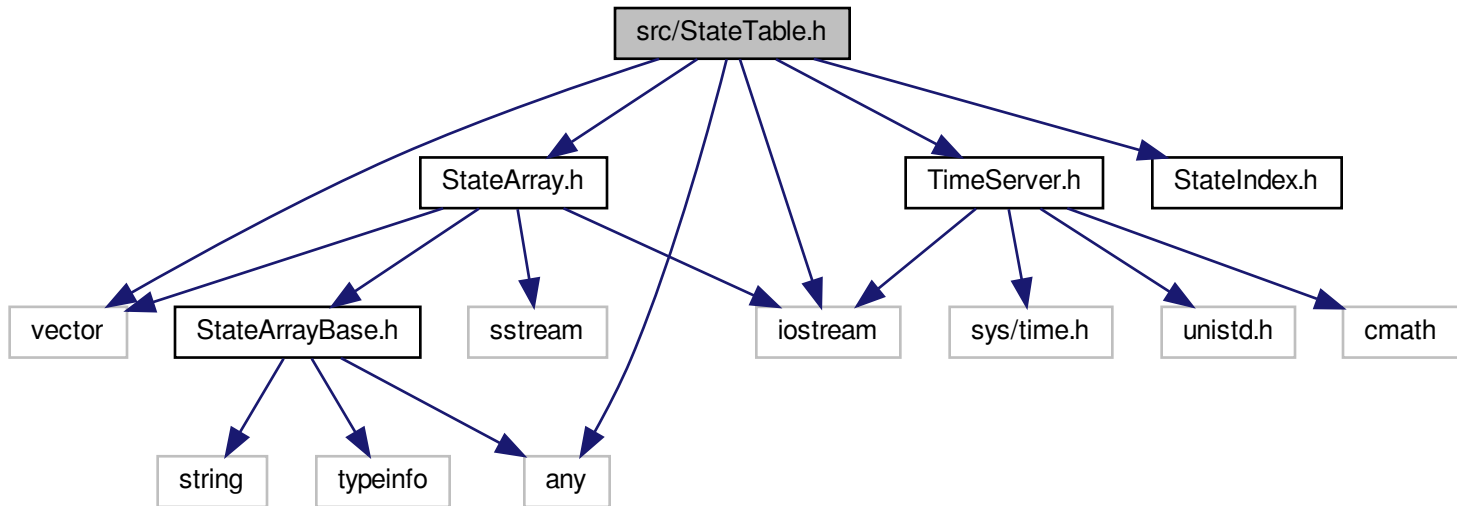 src/StateTable.h
StateArray.h
TimeServer.h
StateIndex.h
vector
StateArrayBase.h
sstream
iostream
sys/time.h
unistd.h
cmath
string
typeinfo
any